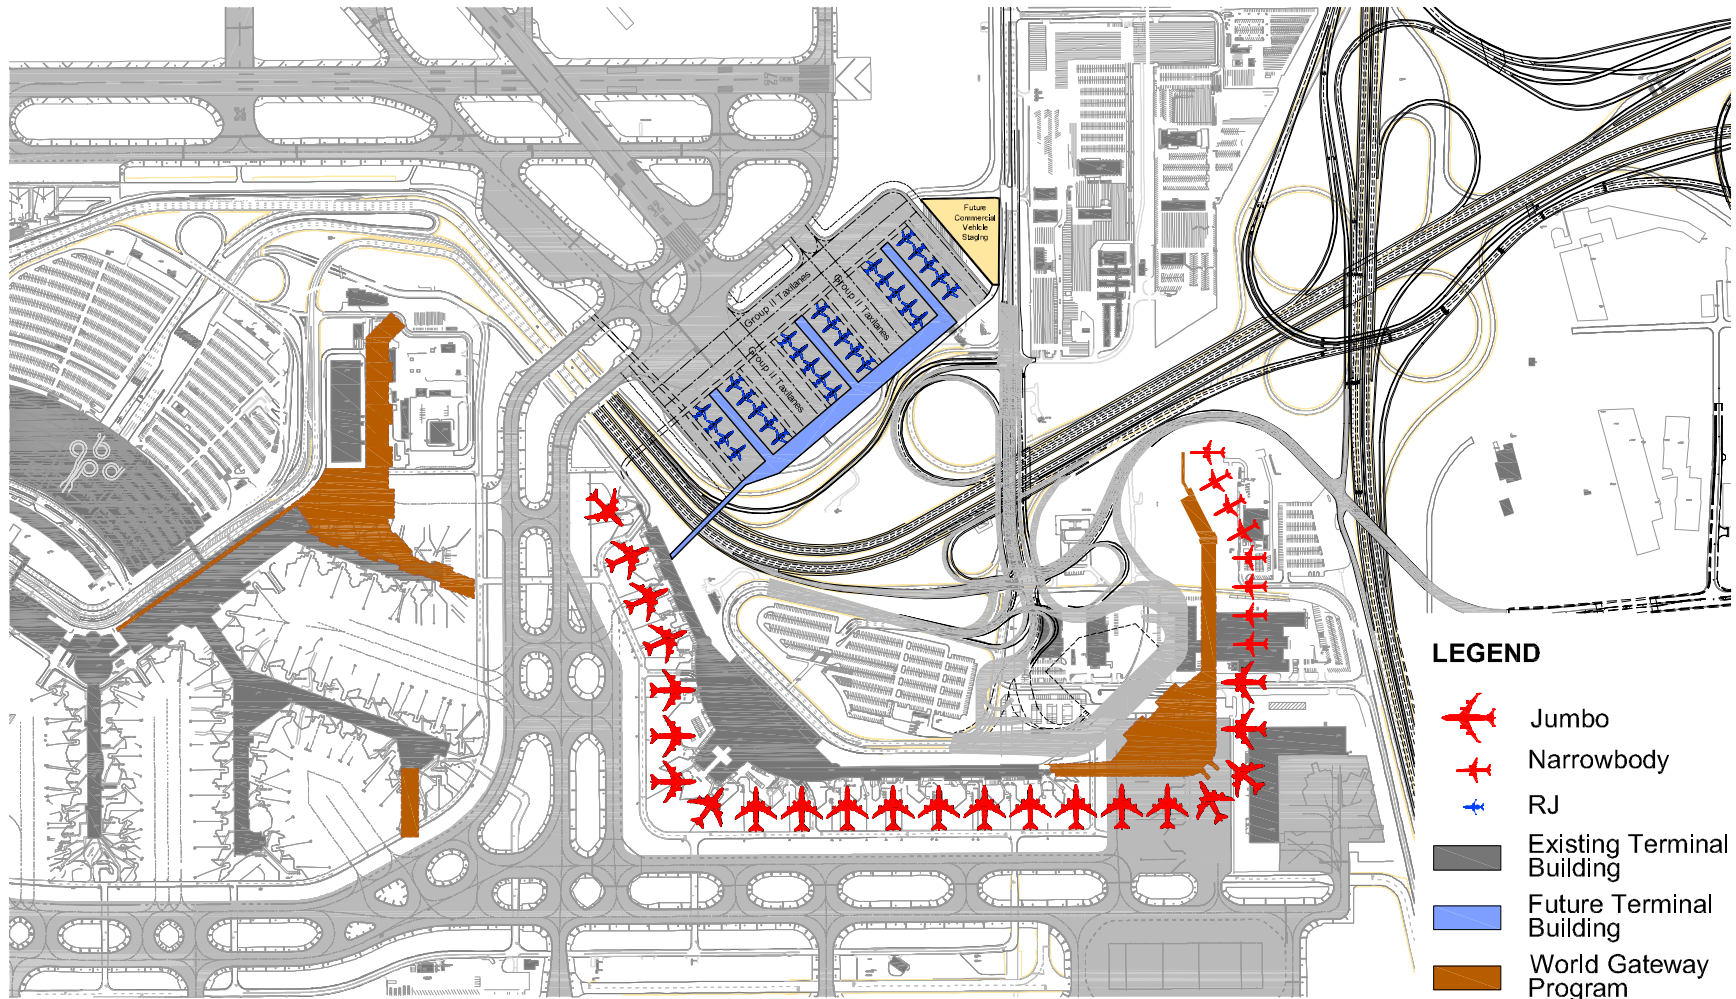 27
Future
Commercial
Vehicle
Staging
Group II Taxilanes
Group II Taxilanes
Group II Taxilanes
LEGEND
Jumbo
Narrowbody
RJ
Existing Terminal
Building
Future Terminal
Building
World Gateway
Program